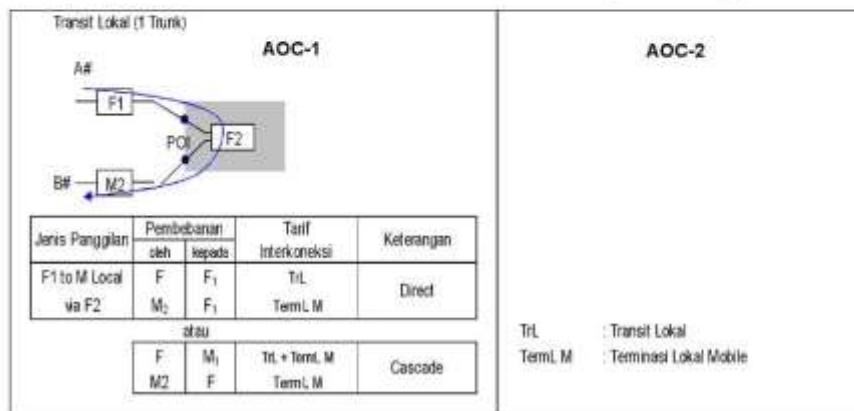 Transit Lokal (1 Trunk)
AOC-1
AOC-2
A#
F1
POI
F2
B#
M2
Jenis Panggilan Pembebanan Tarif Interkoneksi Keterangan
oleh kepada
F1 to M Local via F2
F F₁ TrL
M₂ F₁ TermL M
Direct
atau
F M₁ TrL + TermL M
M2 F TermL M
Cascade
TrL : Transit Lokal
TermL M : Terminasi Lokal Mobile